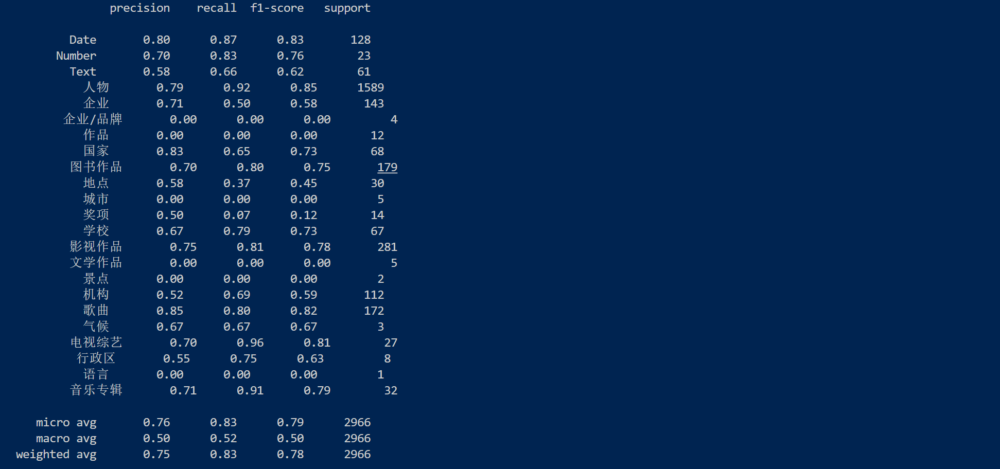 precision recall f1-score support
Date 0.80 0.87 0.83 128
Number 0.70 0.83 0.76 23
Text 0.58 0.66 0.62 61
人物 0.79 0.92 0.85 1589
企业 0.71 0.50 0.58 143
企业/品牌 0.00 0.00 0.00 4
作品 0.00 0.00 0.00 12
国家 0.83 0.65 0.73 68
图书作品 0.70 0.80 0.75 179
地点 0.58 0.37 0.45 30
城市 0.00 0.00 0.00 5
奖项 0.50 0.07 0.12 14
学校 0.67 0.79 0.73 67
影视作品 0.75 0.81 0.78 281
文学作品 0.00 0.00 0.00 5
景点 0.00 0.00 0.00 2
机构 0.52 0.69 0.59 112
歌曲 0.85 0.80 0.82 172
气候 0.67 0.67 0.67 3
电视综艺 0.70 0.96 0.81 27
行政区 0.55 0.75 0.63 8
语言 0.00 0.00 0.00 1
音乐专辑 0.71 0.91 0.79 32
micro avg 0.76 0.83 0.79 2966
macro avg 0.50 0.52 0.50 2966
weighted avg 0.75 0.83 0.78 2966